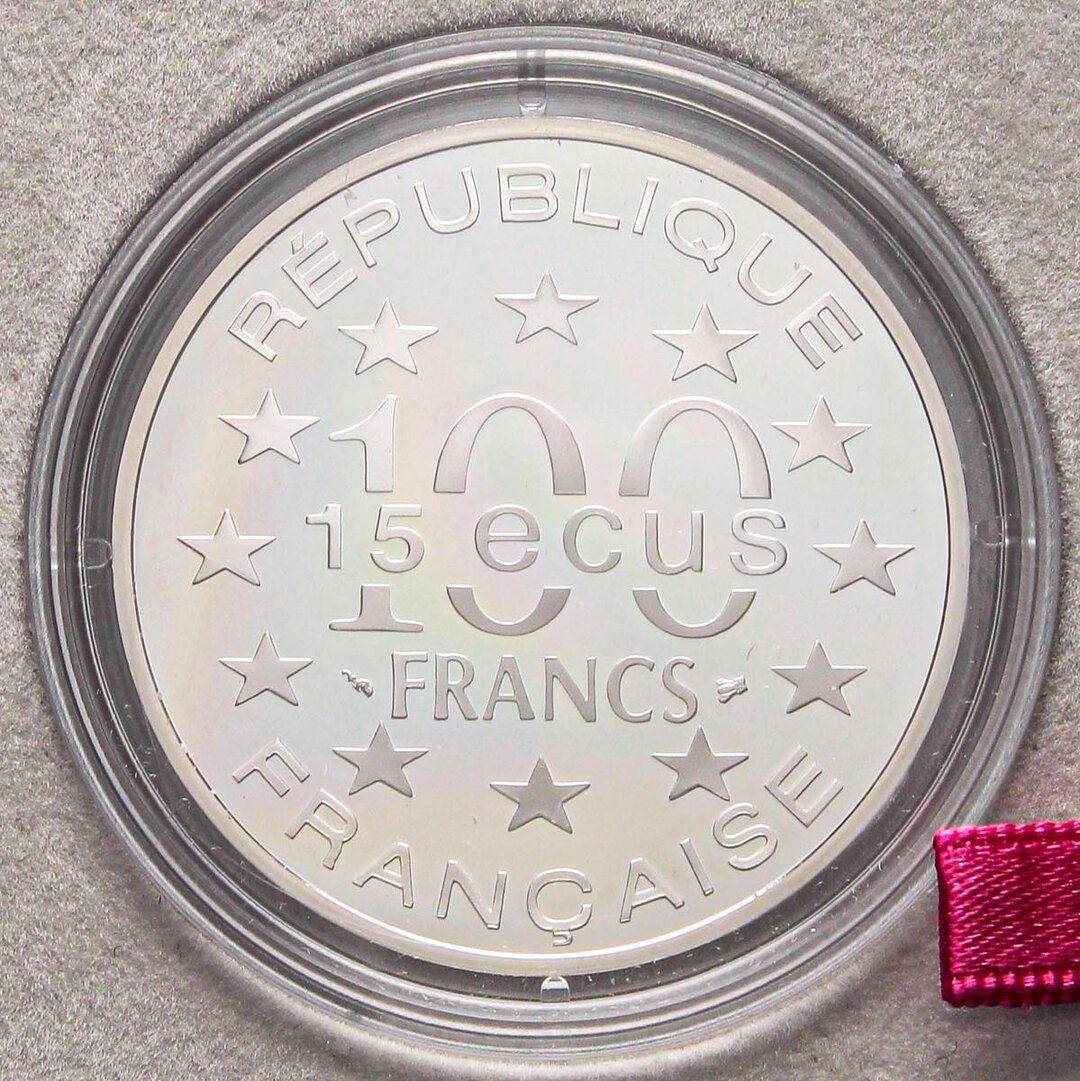 RÉPUBLIQUE
100
15 ecus
FRANCS
FRANÇAISE